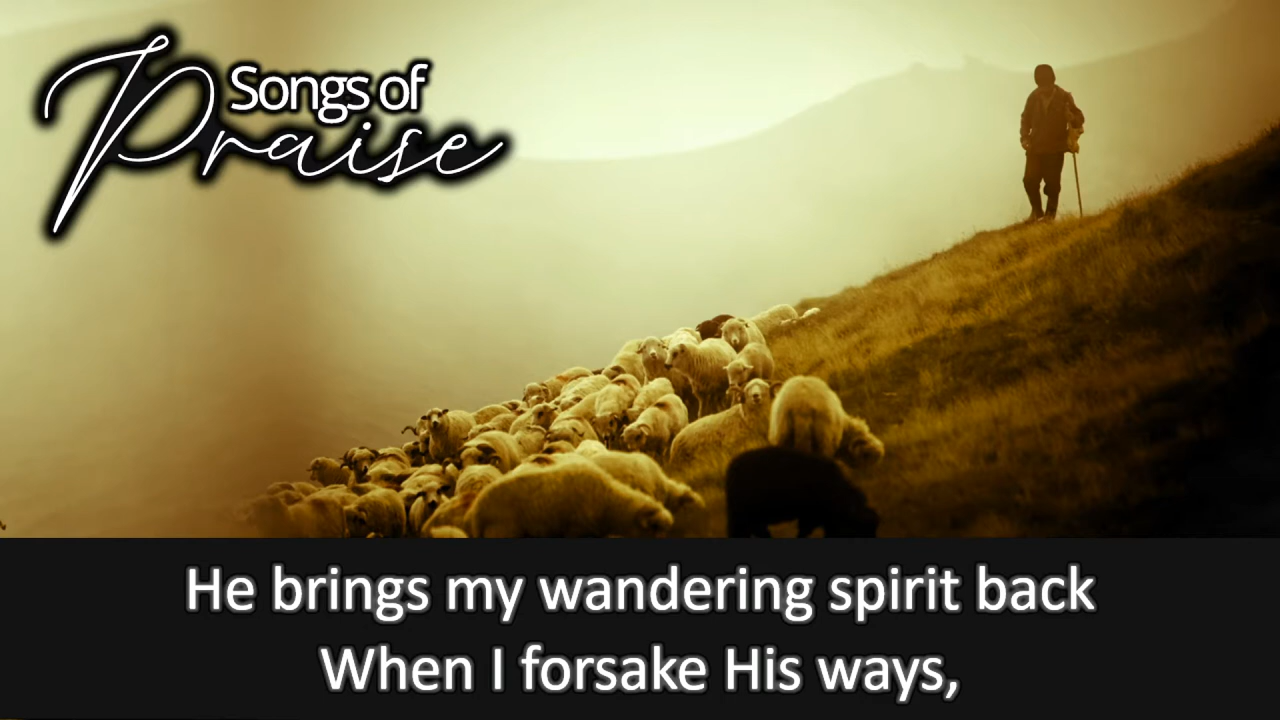 Songs of
Praise
He brings my wandering spirit back
When I forsake His ways,